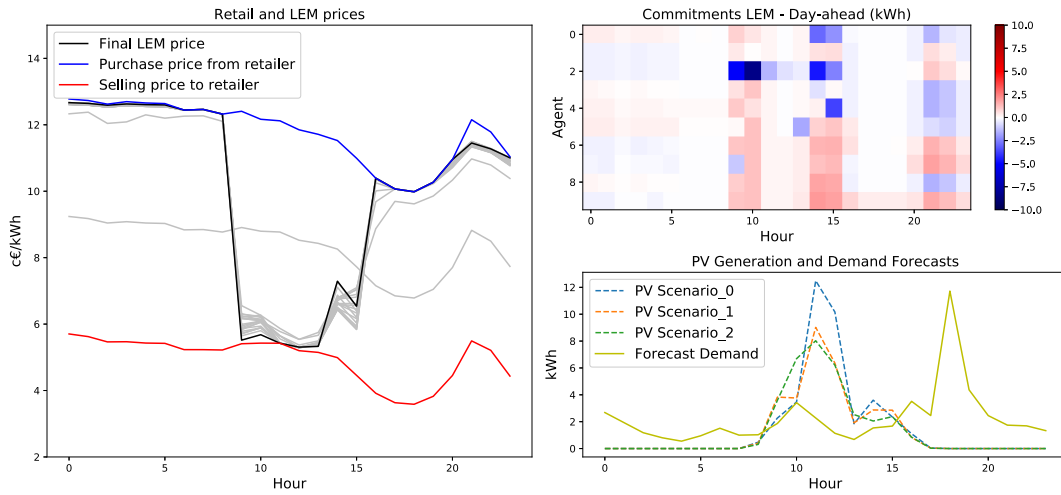 Retail and LEM prices
14
12
10
8
6
4
2
c€/kWh
Final LEM price
Purchase price from retailer
Selling price to retailer
0
5
10
15
20
Hour
Commitments LEM - Day-ahead (kWh)
0
2
4
6
8
Agent
0
5
10
15
20
Hour
10.0
7.5
5.0
2.5
0.0
−2.5
−5.0
−7.5
−10.0
PV Generation and Demand Forecasts
12
10
8
6
4
2
0
kWh
PV Scenario_0
PV Scenario_1
PV Scenario_2
Forecast Demand
0
5
10
15
20
Hour